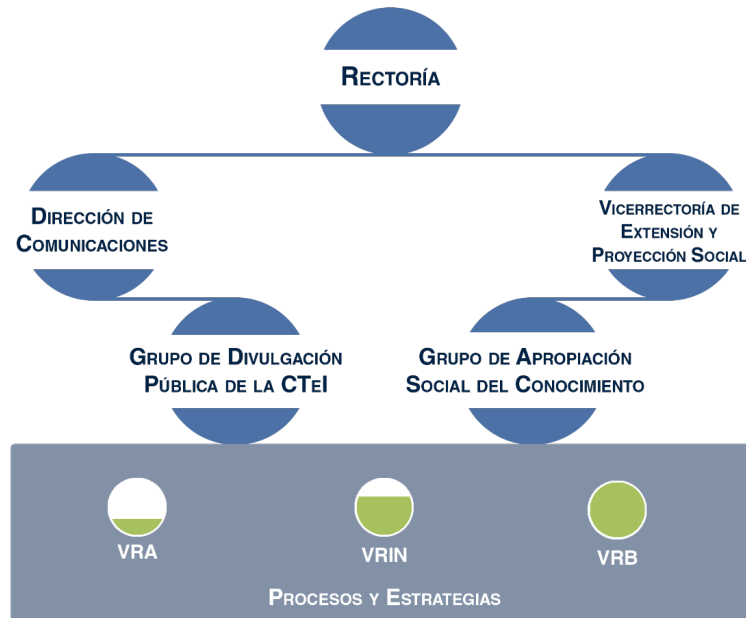 RECTORÍA
DIRECCIÓN DE
COMUNICACIONES
VICERRECTORÍA DE
EXTENSIÓN Y
PROYECCIÓN SOCIAL
GRUPO DE DIVULGACIÓN
PÚBLICA DE LA CTeI
GRUPO DE APROPIACIÓN
SOCIAL DEL CONOCIMIENTO
VRA
VRIN
VRB
PROCESOS Y ESTRATEGIAS